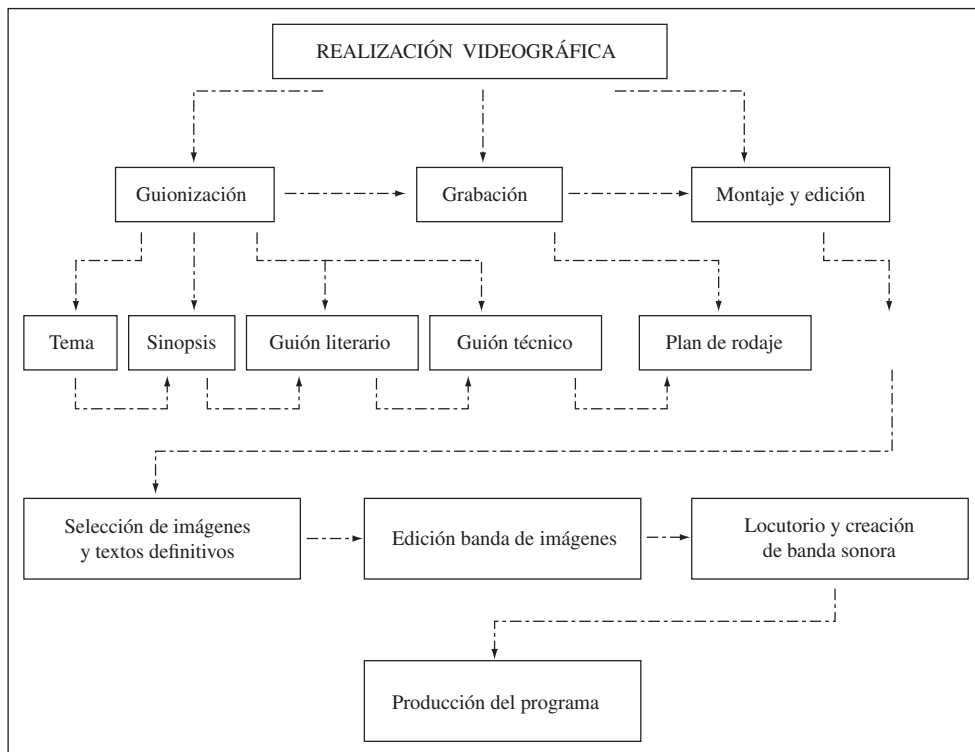 REALIZACIÓN VIDEOGRÁFICA
Guionización
Grabación
Montaje y edición
Tema
Sinopsis
Guión literario
Guión técnico
Plan de rodaje
Selección de imágenes
y textos definitivos
Edición banda de imágenes
Locutorio y creación
de banda sonora
Producción del programa